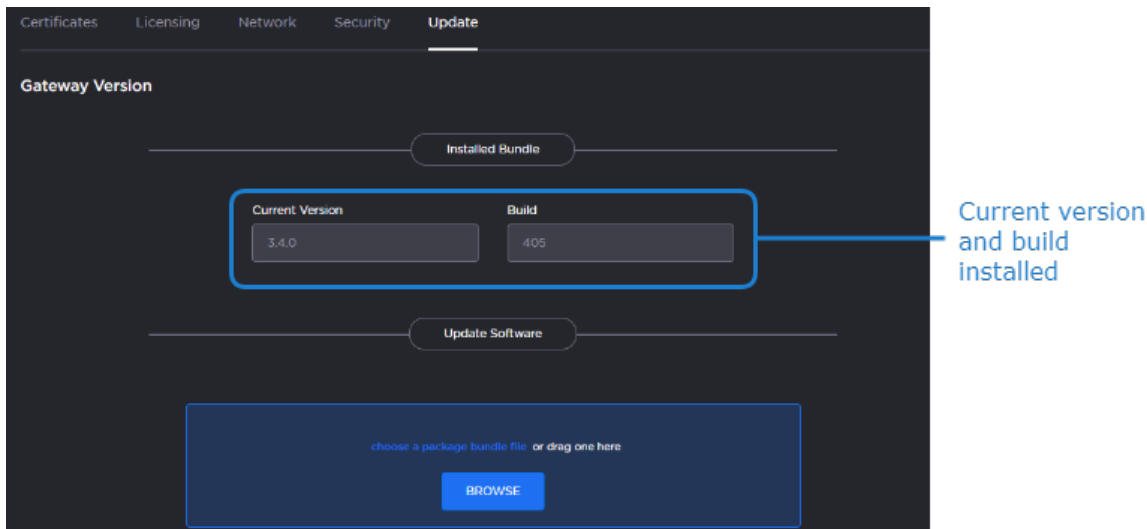 Certificates Licensing Network Security Update
Gateway Version
Installed Bundle
Current Version Build
3.4.0 405
Current version
and build
installed
Update Software
choose a package bundle file or drag one here
BROWSE